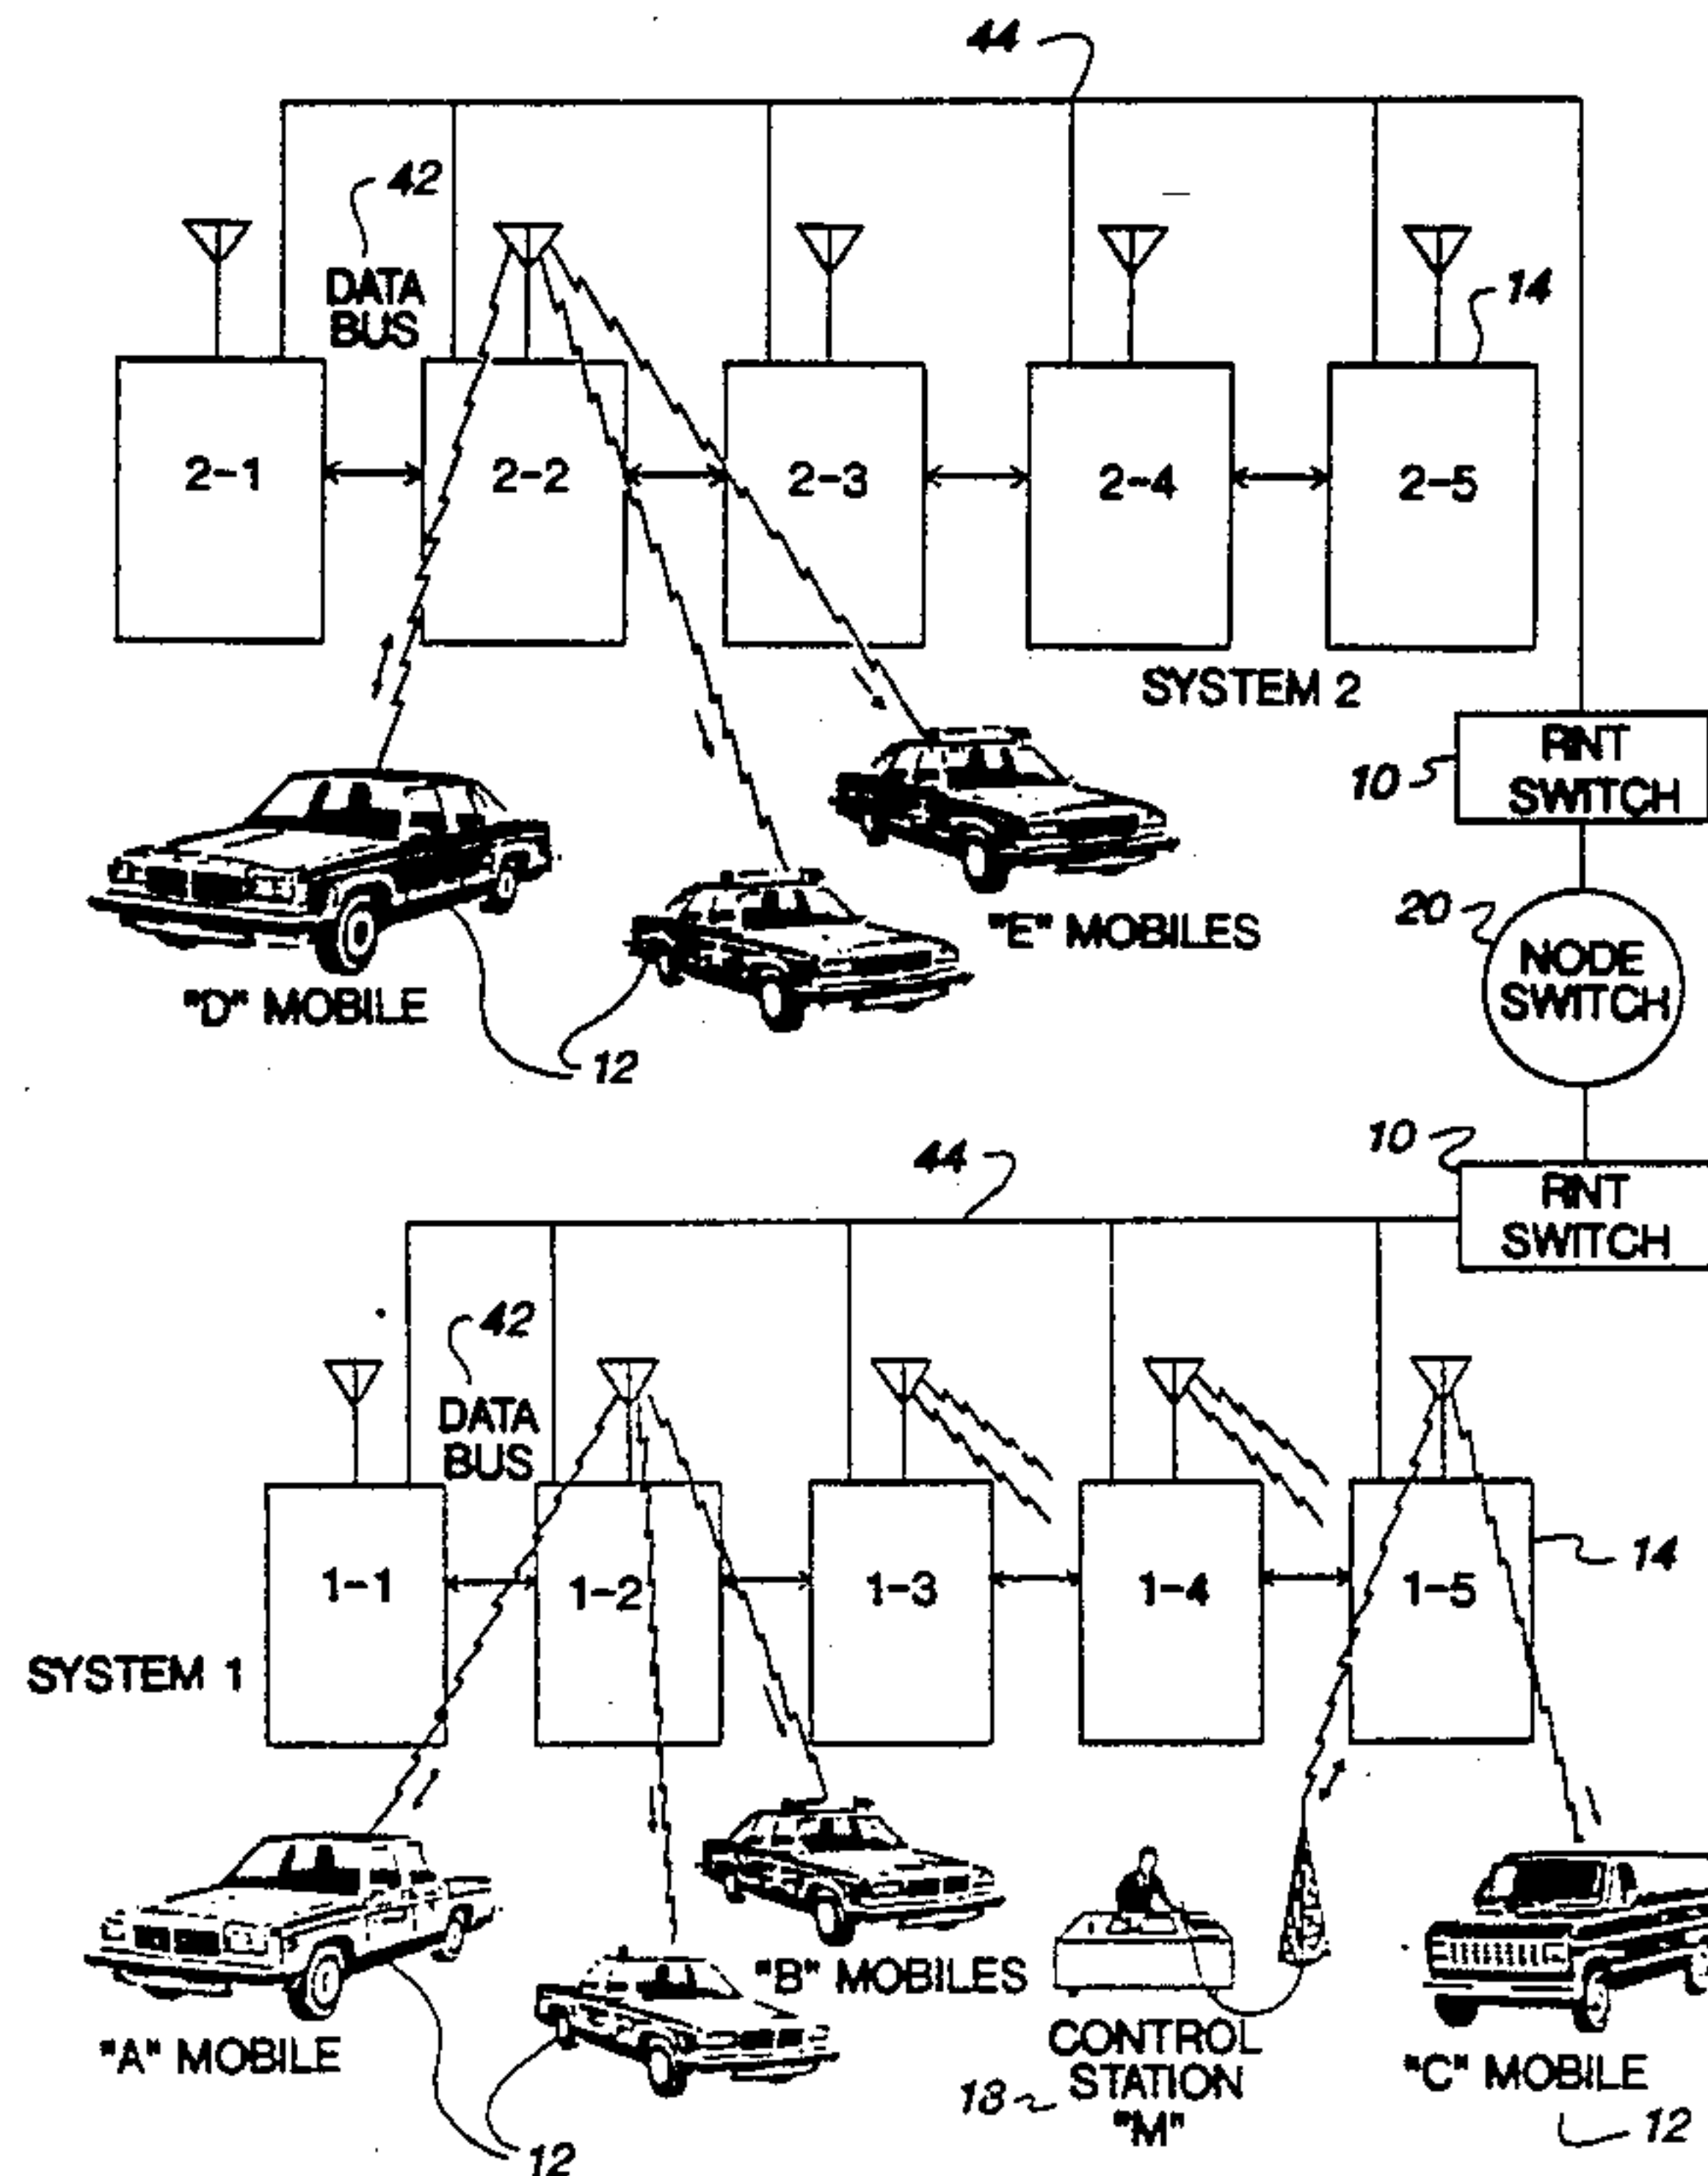 44
42
DATA
BUS
14
2-1
2-2
2-3
2-4
2-5
SYSTEM 2
RNT
SWITCH
10
20
NODE
SWITCH
"E" MOBILES
"D" MOBILE
12
10
44
RNT
SWITCH
42
DATA
BUS
1-1
1-2
1-3
1-4
1-5
14
SYSTEM 1
"B" MOBILES
"A" MOBILE
CONTROL
STATION
"M"
18
"C" MOBILE
12
12